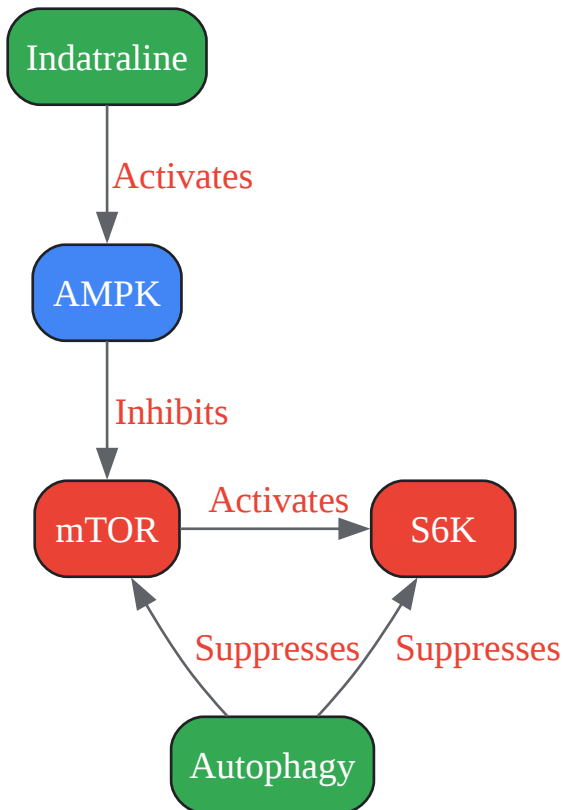 Indatraline
Activates
AMPK
Inhibits
Activates
mTOR
S6K
Suppresses
Suppresses
Autophagy